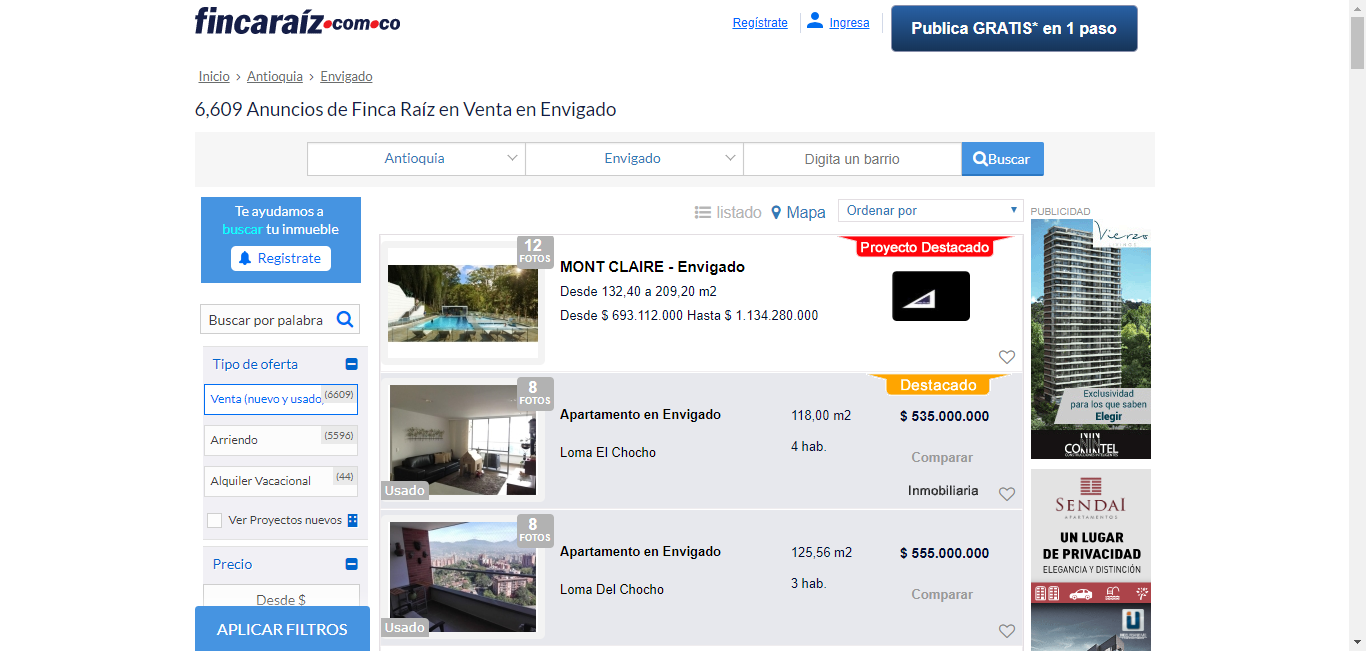 fincaraíz.com.co
Regístrate
Ingresa
Publica GRATIS* en 1 paso
Inicio › Antioquia › Envigado
6,609 Anuncios de Finca Raíz en Venta en Envigado
Antioquia
Envigado
Digita un barrio
Buscar
Te ayudamos a
buscar tu inmueble
Registrate
Buscar por palabra
Tipo de oferta
Venta (nuevo y usado)
(6609)
Arriendo
(5596)
Alquiler Vacacional
(44)
Ver Proyectos nuevos
Precio
Desde $
APLICAR FILTROS
listado
Mapa
Ordenar por
12
FOTOS
MONT CLAIRE - Envigado
Desde 132,40 a 209,20 m2
Desde $ 693.112.000 Hasta $ 1.134.280.000
Proyecto Destacado
8
FOTOS
Usado
Apartamento en Envigado
Loma El Chocho
118,00 m2
4 hab.
Destacado
$ 535.000.000
Comparar
Inmobiliaria
8
FOTOS
Usado
Apartamento en Envigado
Loma Del Chocho
125,56 m2
3 hab.
$ 555.000.000
Comparar
PUBLICIDAD
Vierzo
Exclusividad
para los que saben
Elegir
CONINTEL
CONSTRUCCIONES INTELIGENTES
SENDAI
APARTAMENTOS
UN LUGAR
DE PRIVACIDAD
ELEGANCIA Y DISTINCIÓN